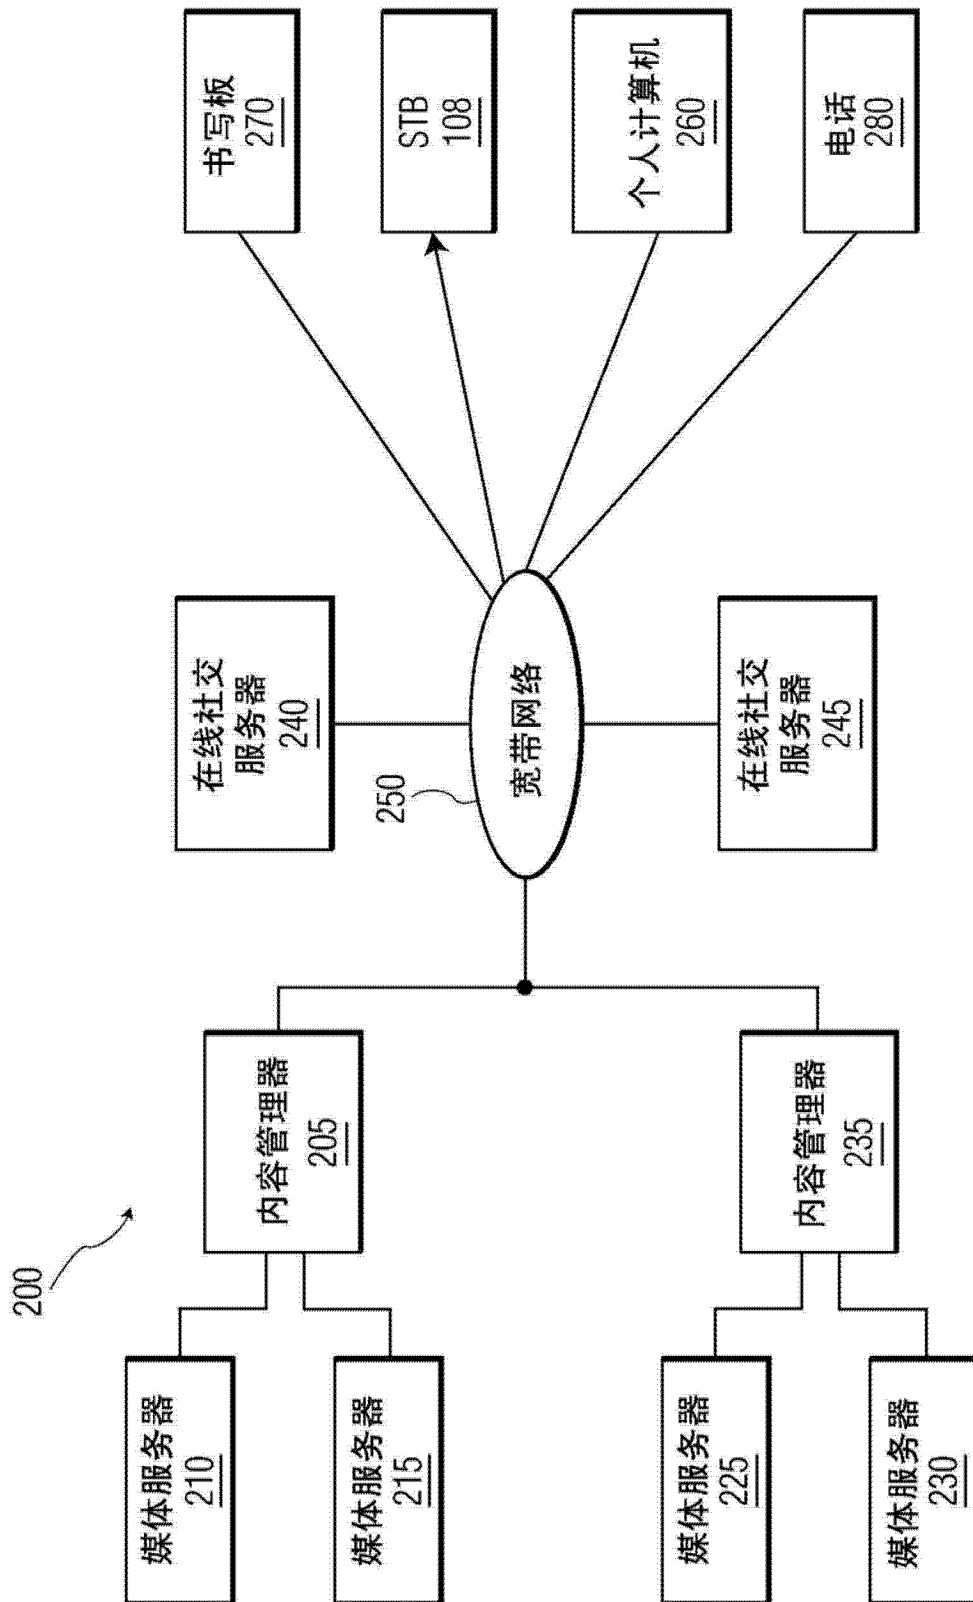 200
媒体服务器
210
媒体服务器
215
媒体服务器
225
媒体服务器
230
内容管理器
205
内容管理器
235
在线社交
服务器
240
250
宽带网络
在线社交
服务器
245
书写板
270
STB
108
个人计算机
260
电话
280